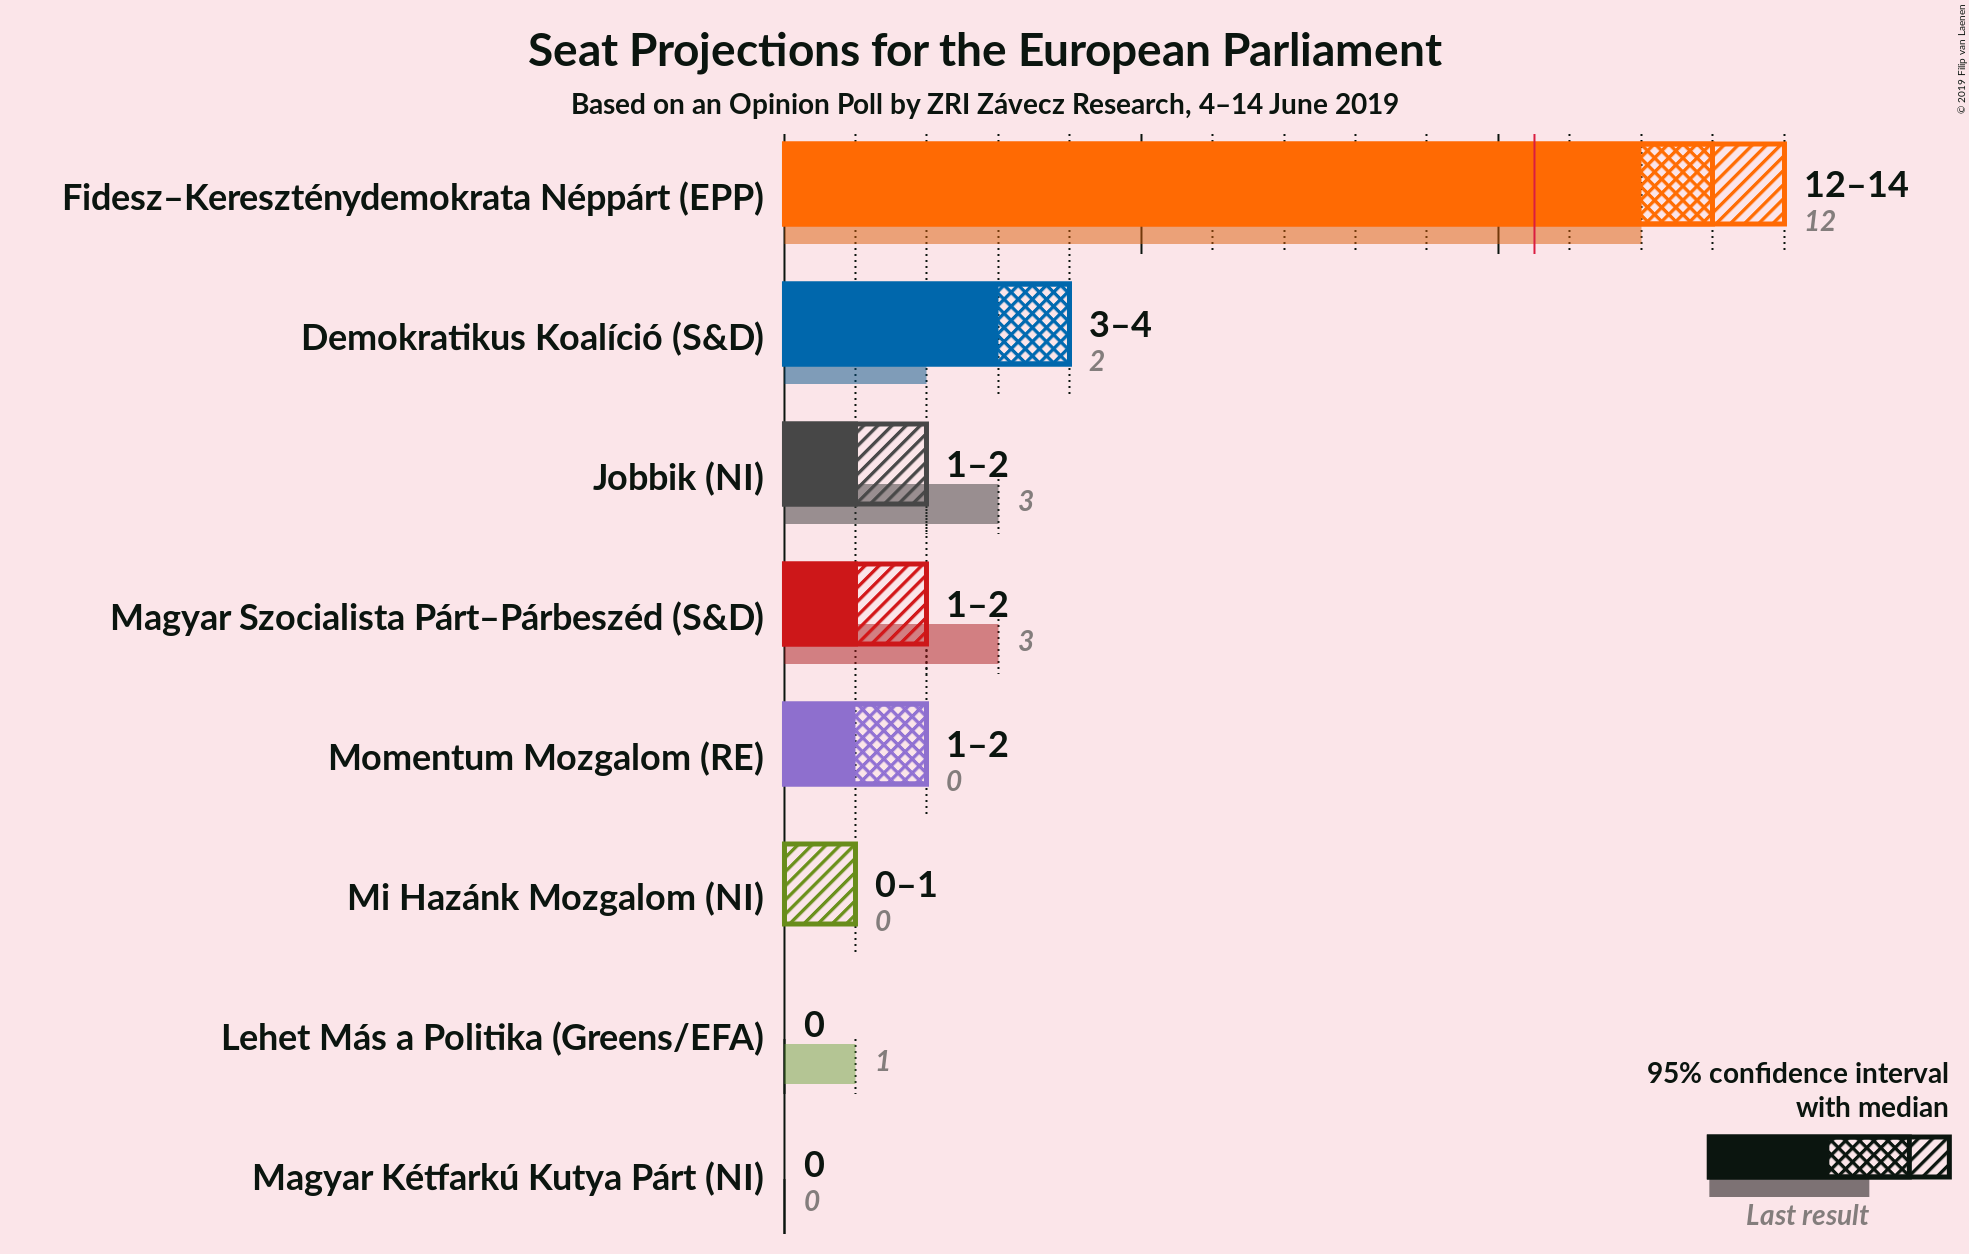 Seat Projections for the European Parliament
Based on an Opinion Poll by ZRI Závecz Research, 4–14 June 2019
© 2019 Filip van Laenen
Fidesz–Kereszténydemokrata Néppárt (EPP)
12–14
12
Demokratikus Koalíció (S&D)
3–4
2
Jobbik (NI)
1–2
3
Magyar Szocialista Párt–Párbeszéd (S&D)
1–2
3
Momentum Mozgalom (RE)
1–2
0
Mi Hazánk Mozgalom (NI)
0–1
0
Lehet Más a Politika (Greens/EFA)
0
1
Magyar Kétfarkú Kutya Párt (NI)
0
0
95% confidence interval
with median
Last result